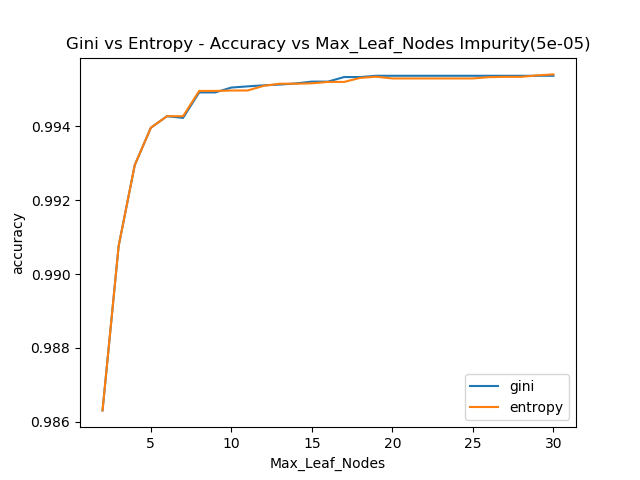 Gini vs Entropy - Accuracy vs Max_Leaf_Nodes Impurity(5e-05)
accuracy
0.994
0.992
0.990
0.988
0.986
5
10
15
20
25
30
Max_Leaf_Nodes
gini
entropy